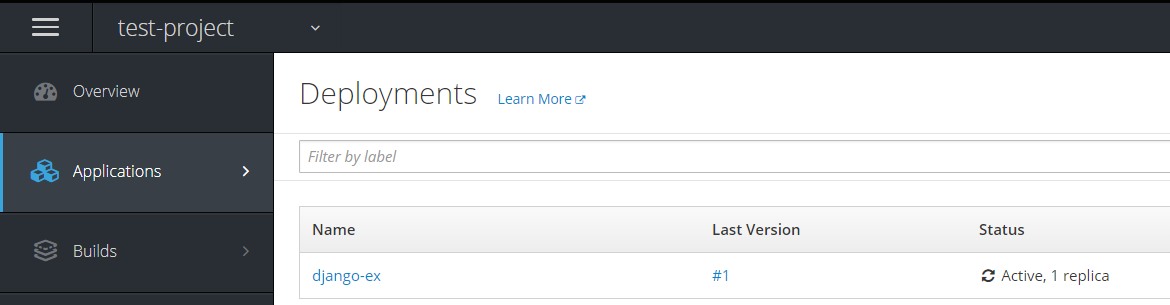 test-project
Overview
Applications
Builds
Deployments Learn More
Filter by label
Name Last Version Status
django-ex #1 Active, 1 replica